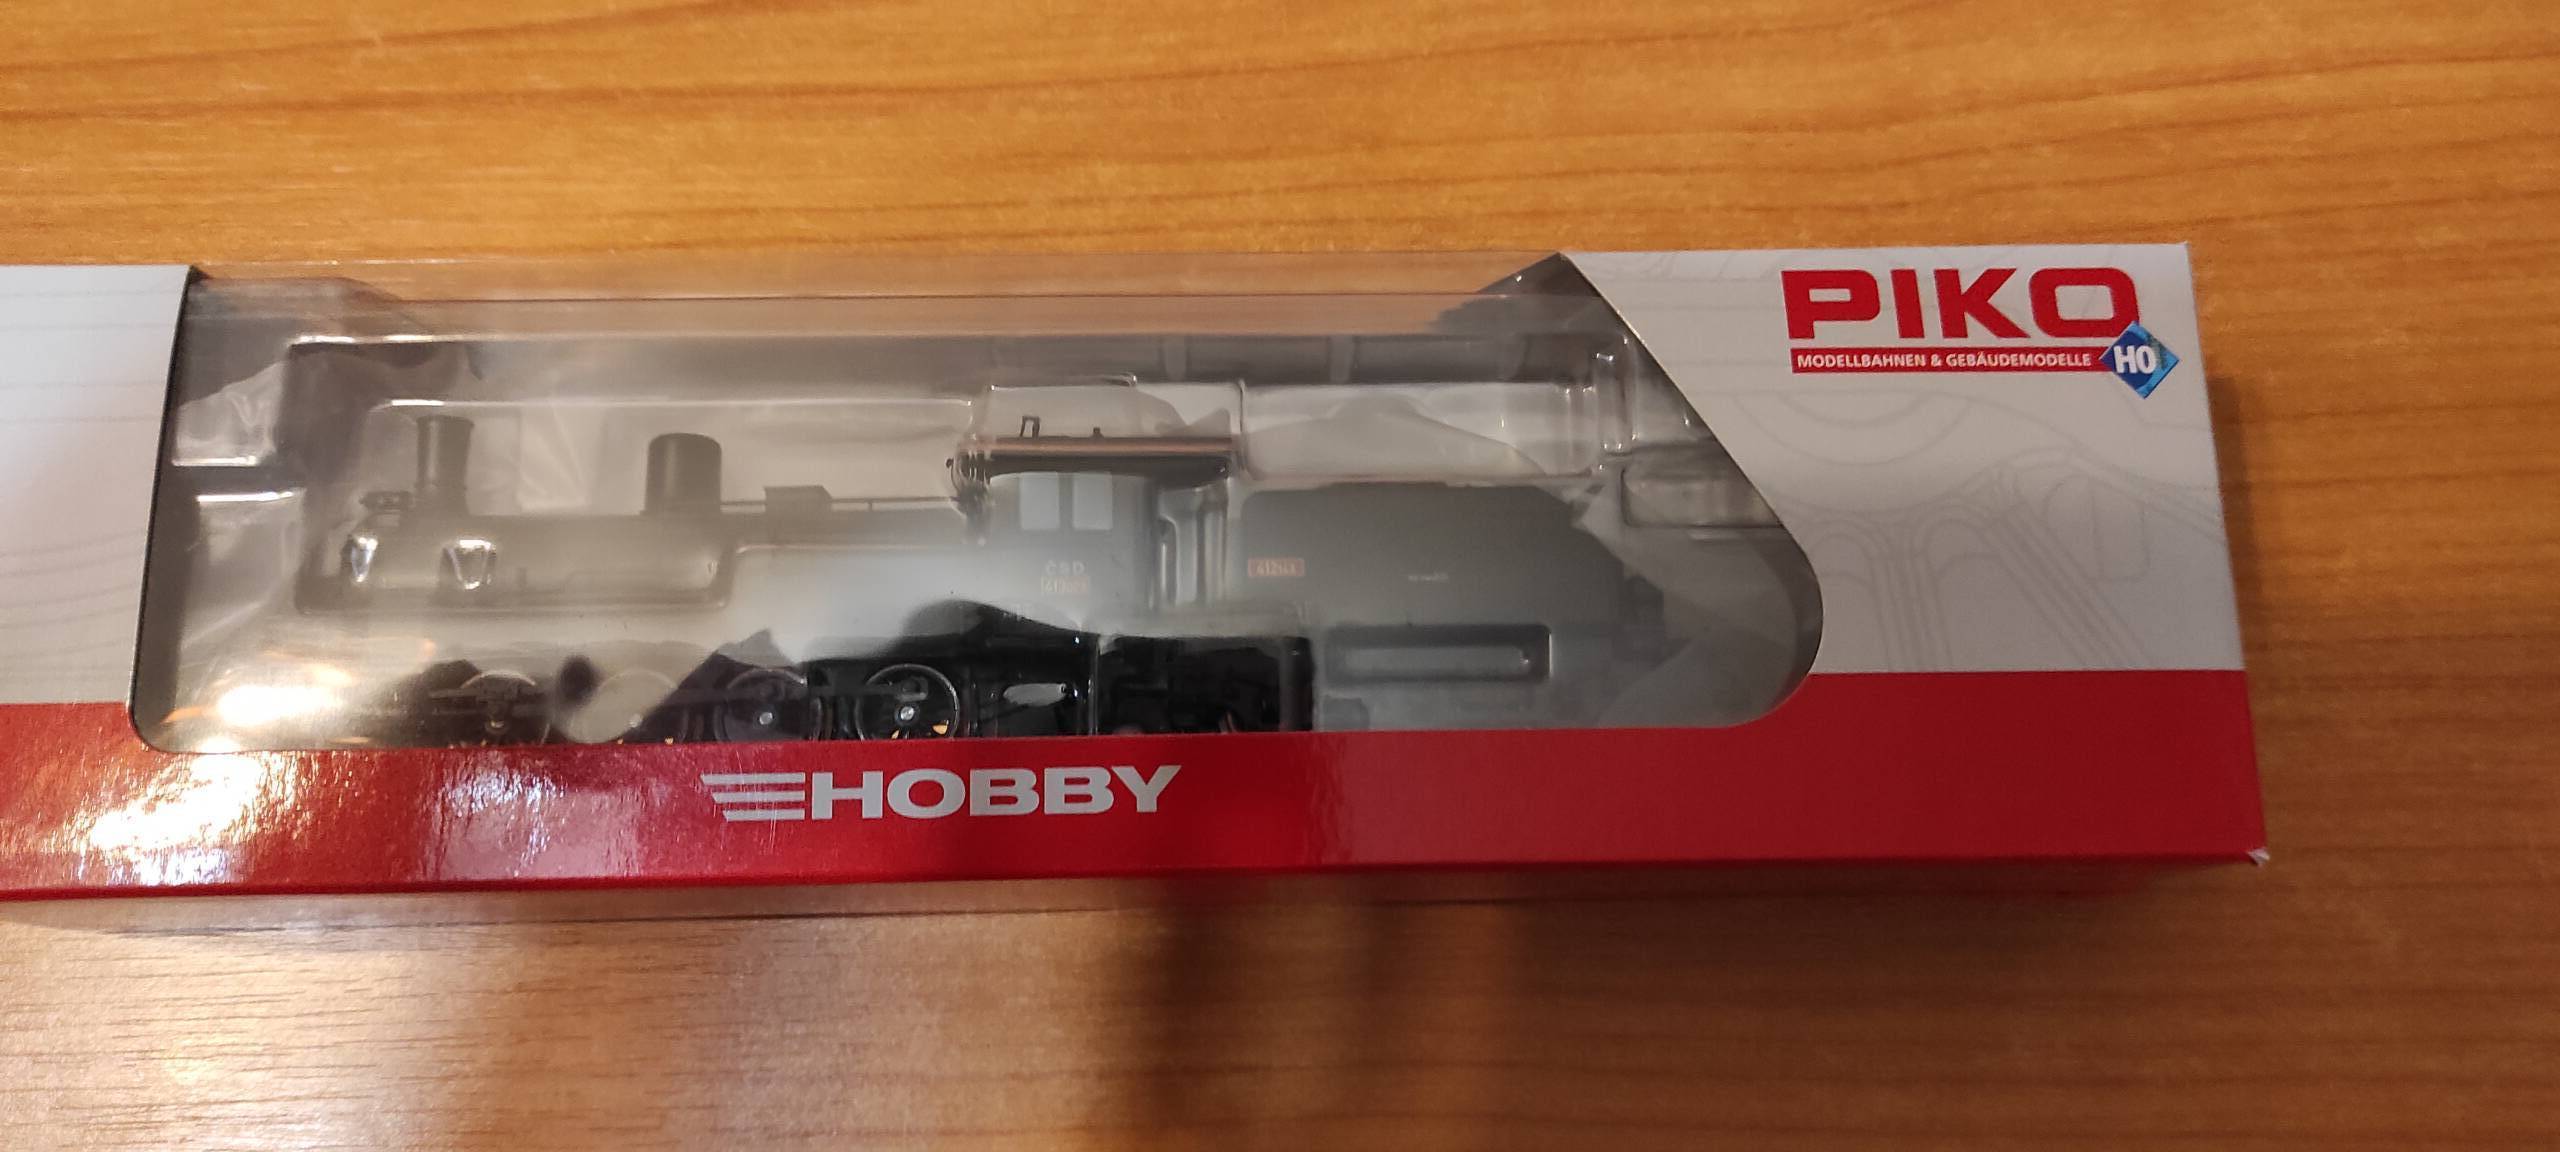 PIKO
MODELLBAHNEN & GEBÄUDEMODELLE
H0
ČSD
HOBBY